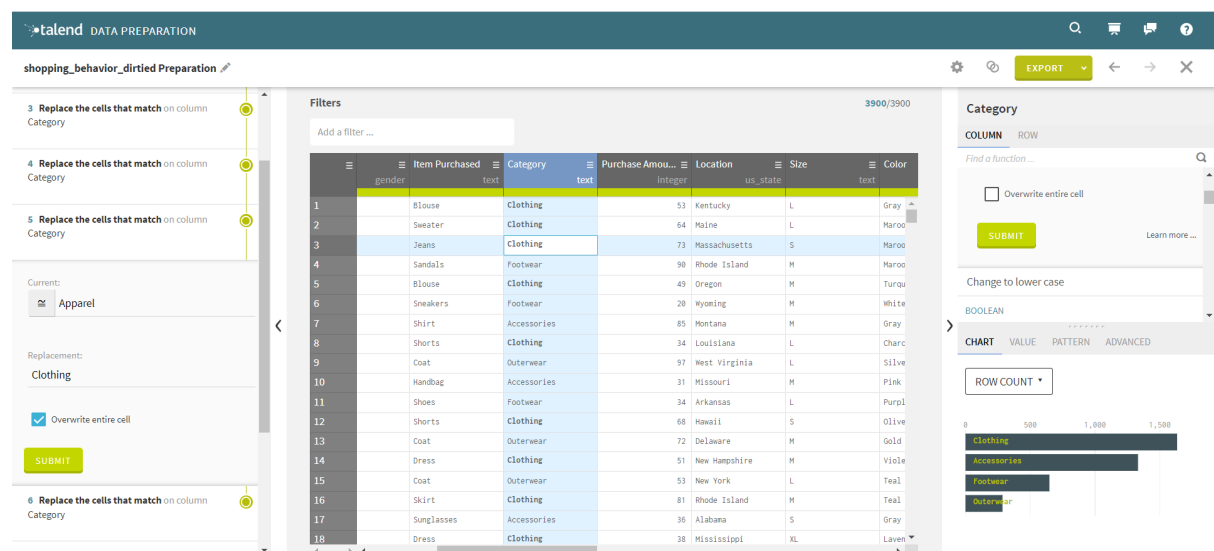 talend DATA PREPARATION
shopping_behavior_dirtied Preparation
EXPORT
3 Replace the cells that match on column
Category
4 Replace the cells that match on column
Category
5 Replace the cells that match on column
Category
Current:
≅ Apparel
Replacement:
Clothing
Overwrite entire cell
SUBMIT
6 Replace the cells that match on column
Category
Filters 3900/3900
Add a filter ...
Item Purchased Category Purchase Amou... Location Size Color
gender text text integer us_state text
1 Blouse Clothing 53 Kentucky L Gray
2 Sweater Clothing 64 Maine L Maroo
3 Jeans Clothing 73 Massachusetts S Maroo
4 Sandals Footwear 90 Rhode Island M Maroo
5 Blouse Clothing 49 Oregon M Turqu
6 Sneakers Footwear 20 Wyoming M White
7 Shirt Accessories 85 Montana M Gray
8 Shorts Clothing 34 Louisiana L Charc
9 Coat Outerwear 97 West Virginia L Silve
10 Handbag Accessories 31 Missouri M Pink
11 Shoes Footwear 34 Arkansas L Purpl
12 Shorts Clothing 68 Hawaii S Olive
13 Coat Outerwear 72 Delaware M Gold
14 Dress Clothing 51 New Hampshire M Viole
15 Coat Outerwear 53 New York L Teal
16 Skirt Clothing 81 Rhode Island M Teal
17 Sunglasses Accessories 36 Alabama S Gray
18 Dress Clothing 38 Mississippi XL Laven
Category
COLUMN ROW
Find a function ...
Overwrite entire cell
SUBMIT Learn more ...
Change to lower case
BOOLEAN
CHART VALUE PATTERN ADVANCED
ROW COUNT
0 500 1,000 1,500
Clothing
Accessories
Footwear
Outerwear